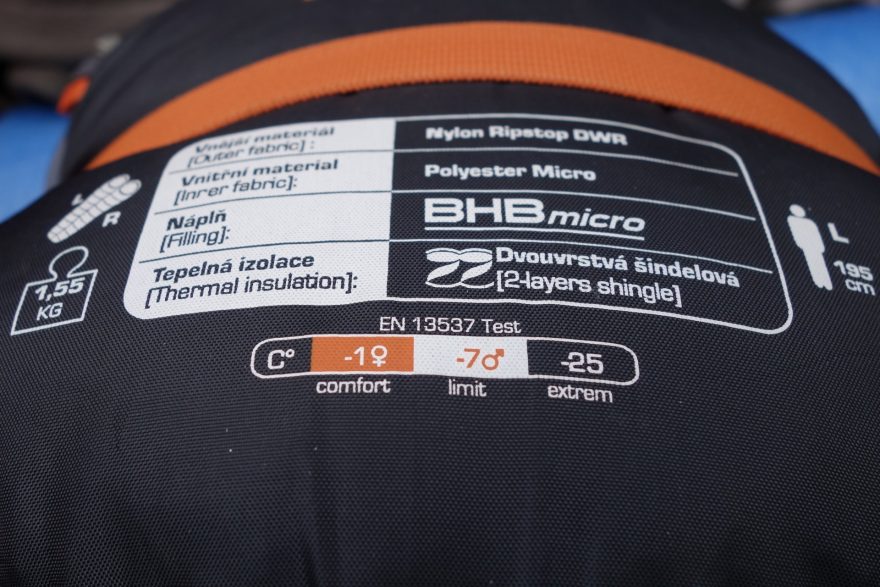 Vnější materiál
[Outer fabric] :
Nylon Ripstop DWR
Vnitřní material
[Inner fabric]:
Polyester Micro
Náplň
[Filling]:
BHB micro
Tepelná izolace
[Thermal insulation]:
Dvouvrstvá šindelová
[2-layers shingle]
L
R
1,55
KG
L
195
cm
EN 13537 Test
C° -1♀ -7♂ -25
comfort limit extrem